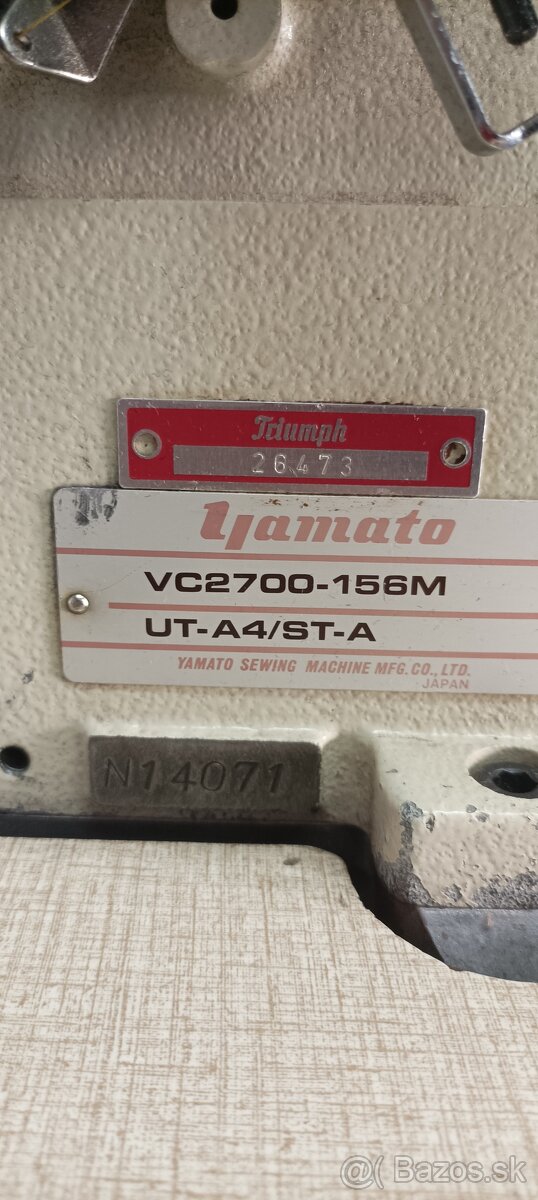 Triumph
26473
Yamato
VC2700-156M
UT-A4/ST-A
YAMATO SEWING MACHINE MFG.CO.,LTD.
JAPAN
N14071
@Bazos.sk